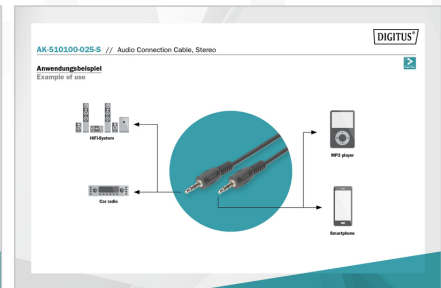 DIGITUS®
AK-510100-025-S // Audio Connection Cable, Stereo
Anwendungsbeispiel
Example of use
HiFi-System
MP3 player
Car radio
Smartphone